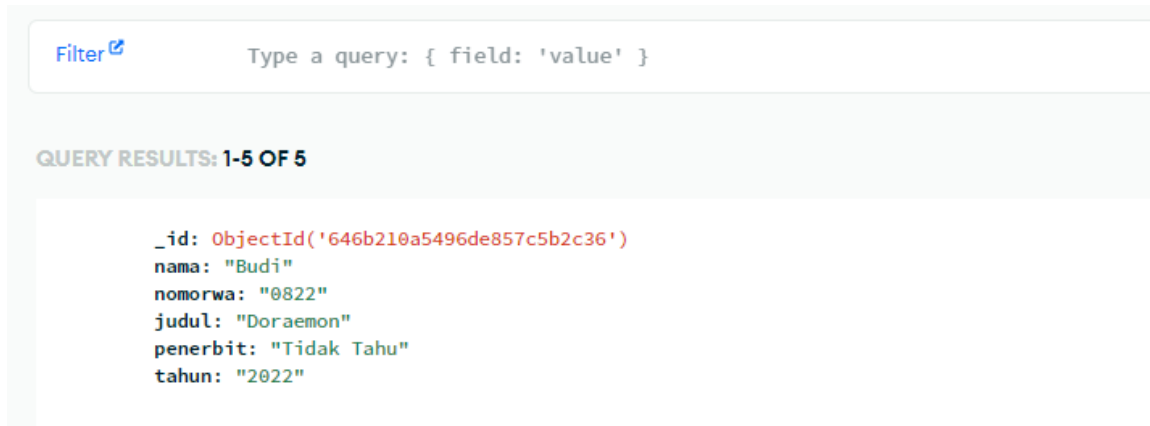 Filter Type a query: { field: 'value' }
QUERY RESULTS: 1-5 OF 5
_id: ObjectId('646b210a5496de857c5b2c36')
nama: "Budi"
nomorwa: "0822"
judul: "Doraemon"
penerbit: "Tidak Tahu"
tahun: "2022"